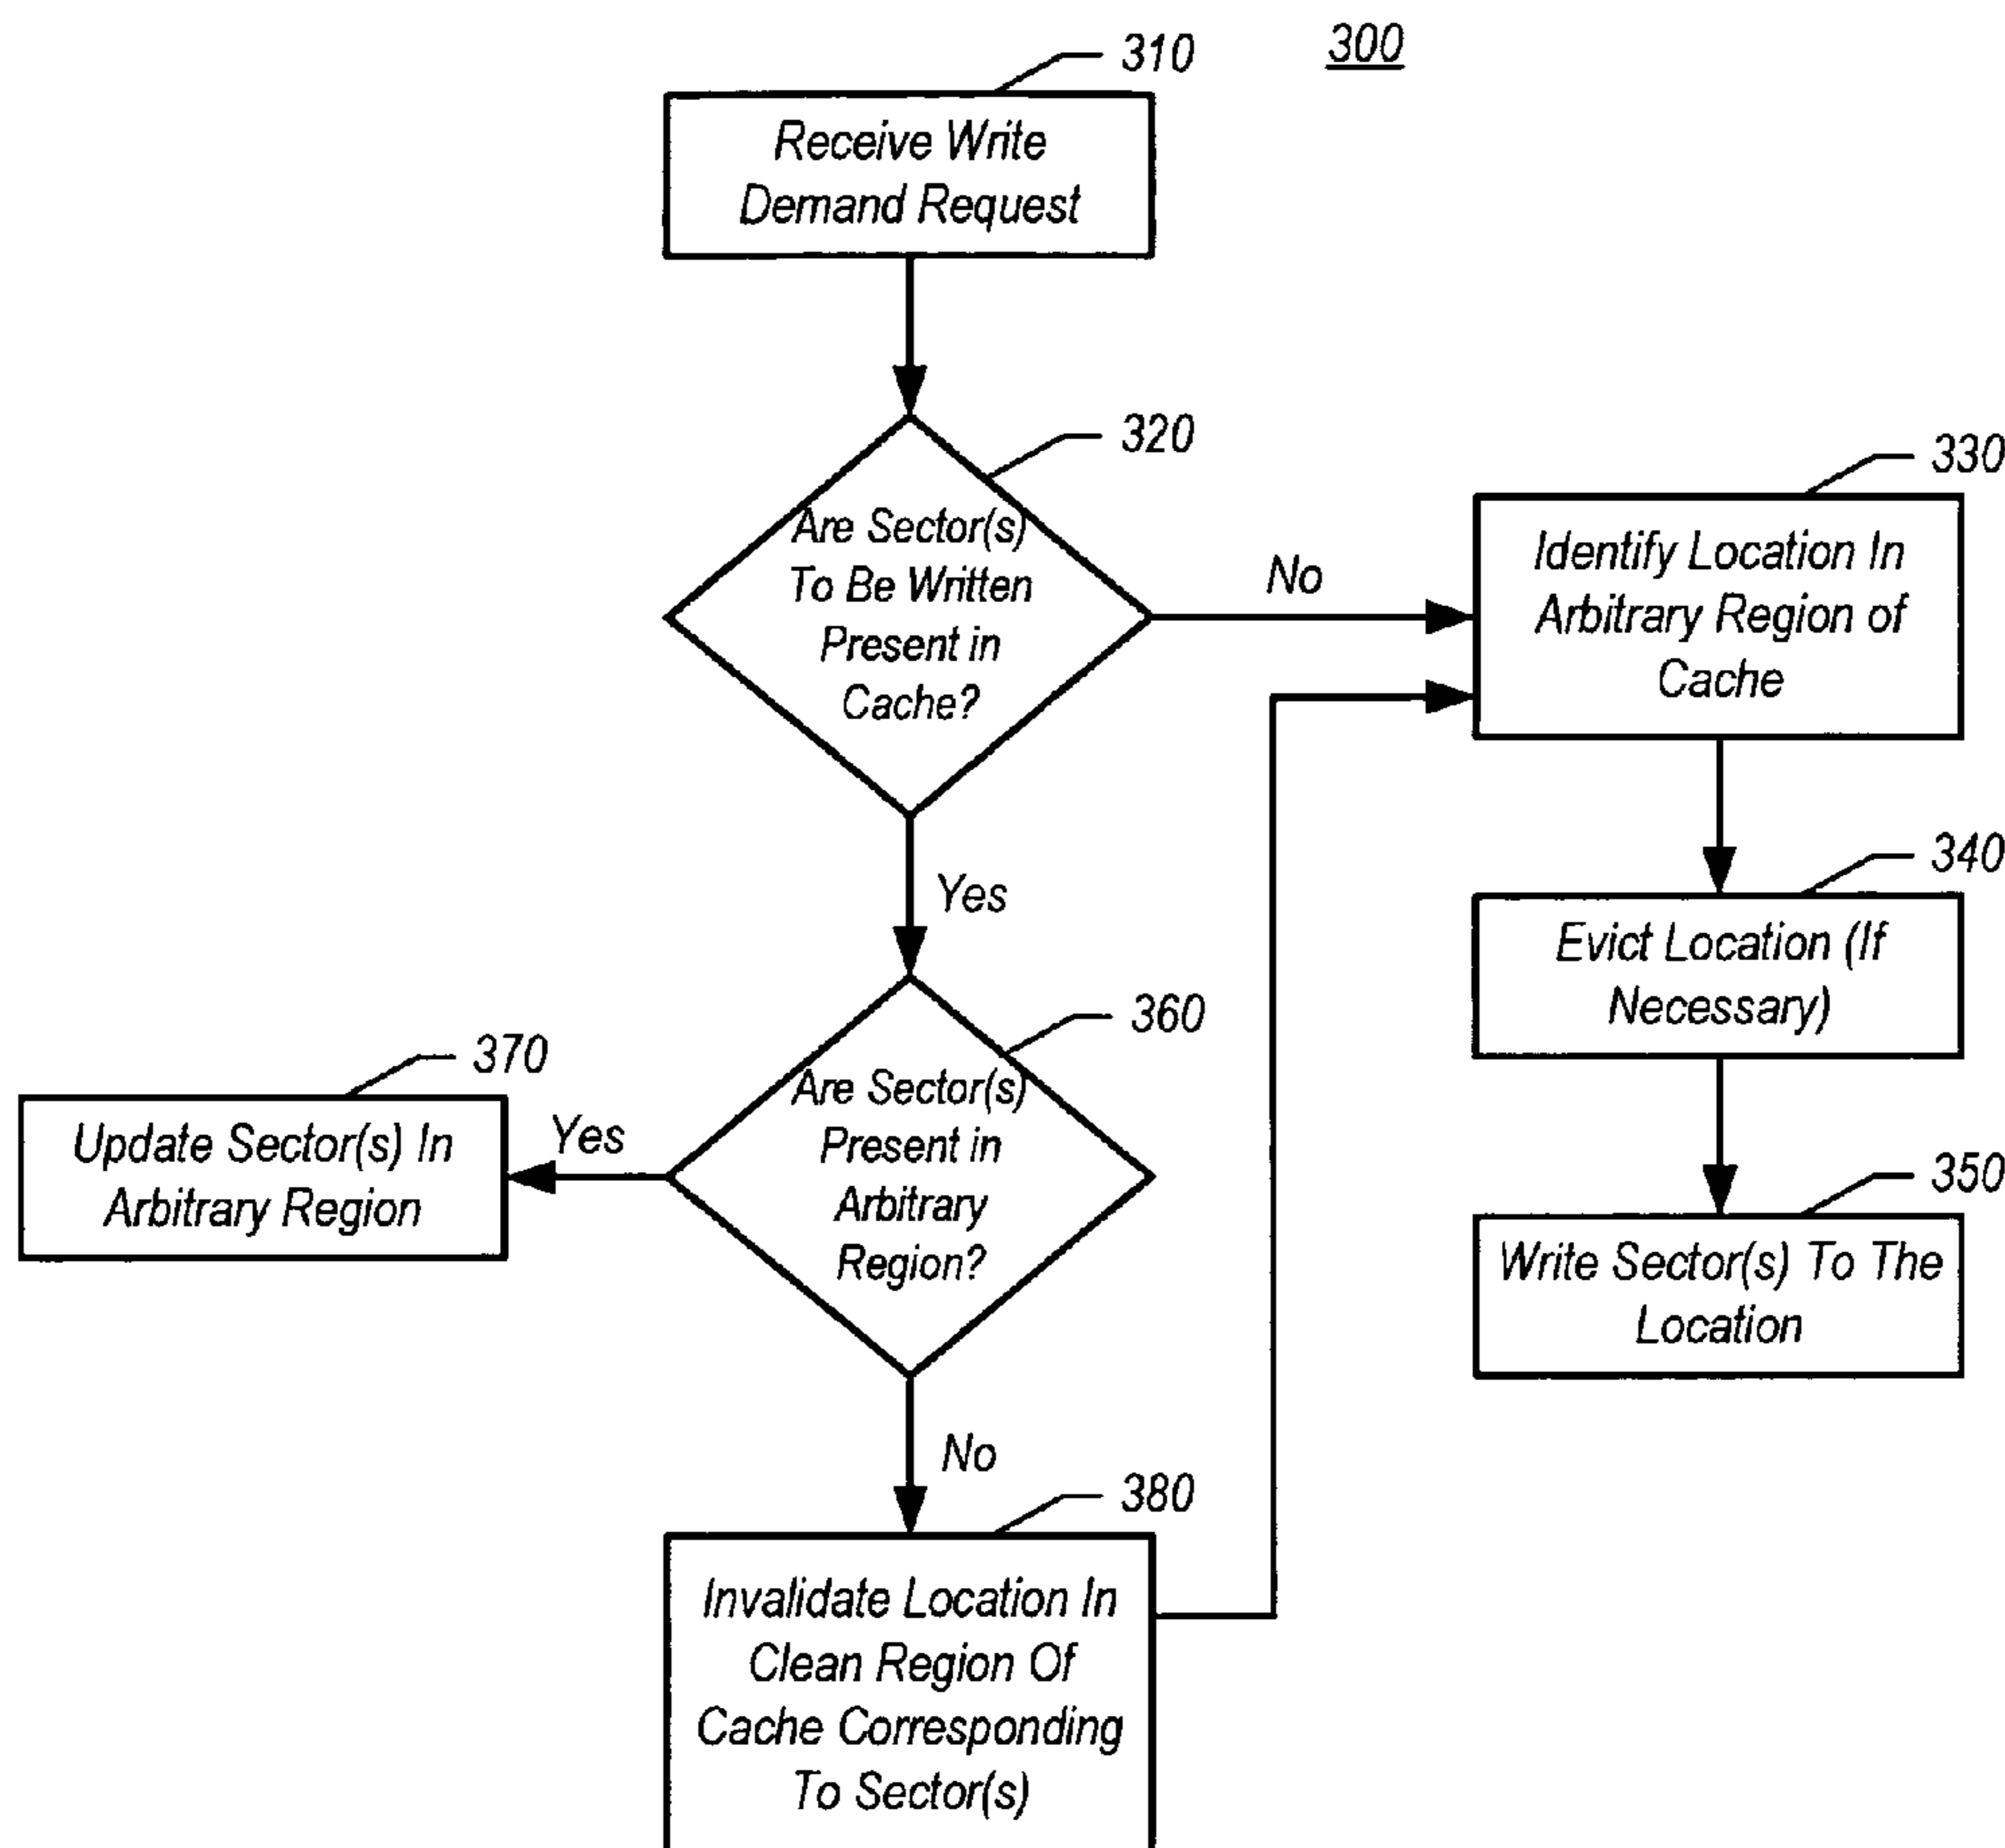 310
300
Receive Write
Demand Request
320
Are Sector(s)
To Be Written
Present in
Cache?
No
330
Identify Location In
Arbitrary Region of
Cache
Yes
340
Evict Location (If
Necessary)
360
Are Sector(s)
Present in
Arbitrary
Region?
370
Yes
Update Sector(s) In
Arbitrary Region
350
Write Sector(s) To The
Location
No
380
Invalidate Location In
Clean Region Of
Cache Corresponding
To Sector(s)